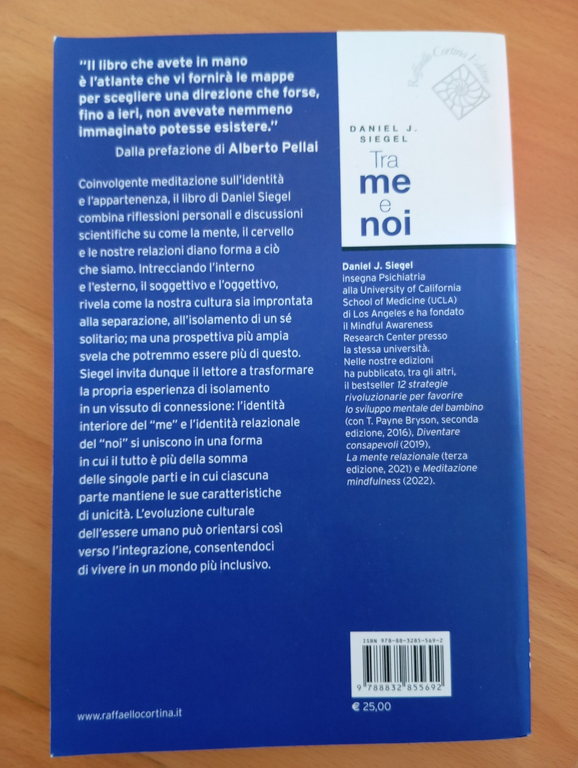 "Il libro che avete in mano
è l'atlante che vi fornirà le mappe
per scegliere una direzione che forse,
fino a ieri, non avevate nemmeno
immaginato potesse esistere."
Dalla prefazione di Alberto Pellai
Coinvolgente meditazione sull'identità
e l'appartenenza, il libro di Daniel Siegel
combina riflessioni personali e discussioni
scientifiche su come la mente, il cervello
e le nostre relazioni diano forma a ciò
che siamo. Intrecciando l'interno
e l'esterno, il soggettivo e l'oggettivo,
rivela come la nostra cultura sia improntata
alla separazione, all'isolamento di un sé
solitario; ma una prospettiva più ampia
svela che potremmo essere più di questo.
Siegel invita dunque il lettore a trasformare
la propria esperienza di isolamento
in un vissuto di connessione: l'identità
interiore del "me" e l'identità relazionale
del "noi" si uniscono in una forma
in cui il tutto è più della somma
delle singole parti e in cui ciascuna
parte mantiene le sue caratteristiche
di unicità. L'evoluzione culturale
dell'essere umano può orientarsi così
verso l'integrazione, consentendoci
di vivere in un mondo più inclusivo.
www.raffaellocortina.it
Raffaello Cortina Editore
DANIEL J.
SIEGEL
Tra
me
e
noi
Daniel J. Siegel
insegna Psichiatria
alla University of California
School of Medicine (UCLA)
di Los Angeles e ha fondato
il Mindful Awareness
Research Center presso
la stessa università.
Nelle nostre edizioni
ha pubblicato, tra gli altri,
il bestseller 12 strategie
rivoluzionarie per favorire
lo sviluppo mentale del bambino
(con T. Payne Bryson, seconda
edizione, 2016), Diventare
consapevoli (2019),
La mente relazionale (terza
edizione, 2021) e Meditazione
mindfulness (2022).
ISBN 978-88-3285-569-2
9 788832 855692
€ 25,00